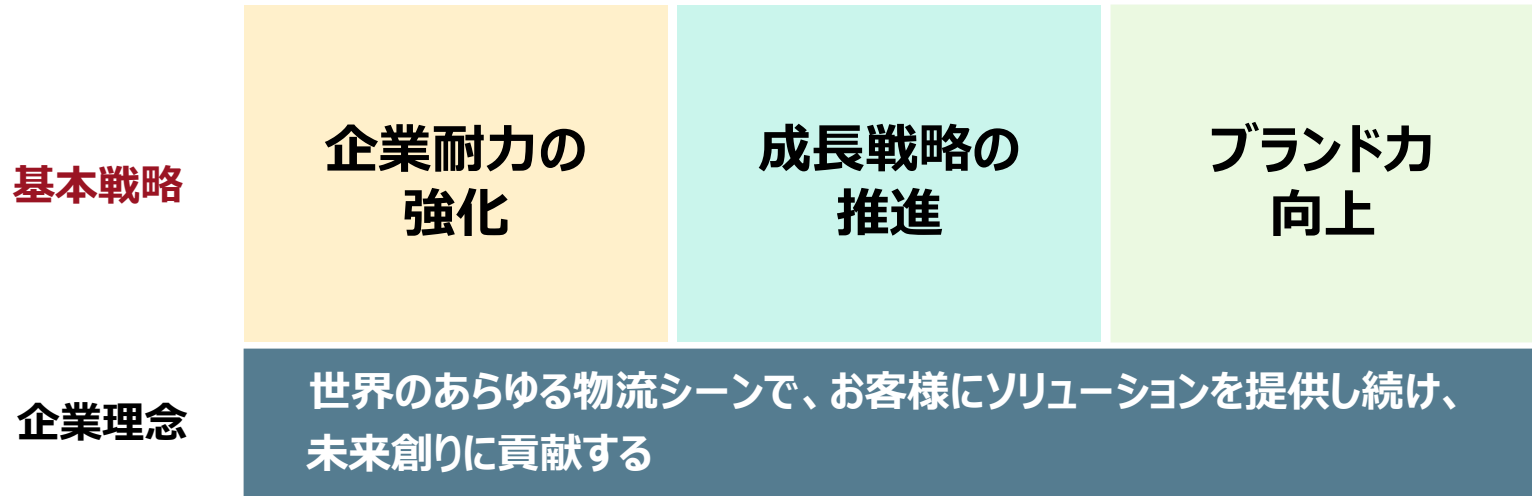 基本戦略
企業耐力の
強化
成長戦略の
推進
ブランド力
向上
企業理念
世界のあらゆる物流シーンで、お客様にソリューションを提供し続け、
未来創りに貢献する